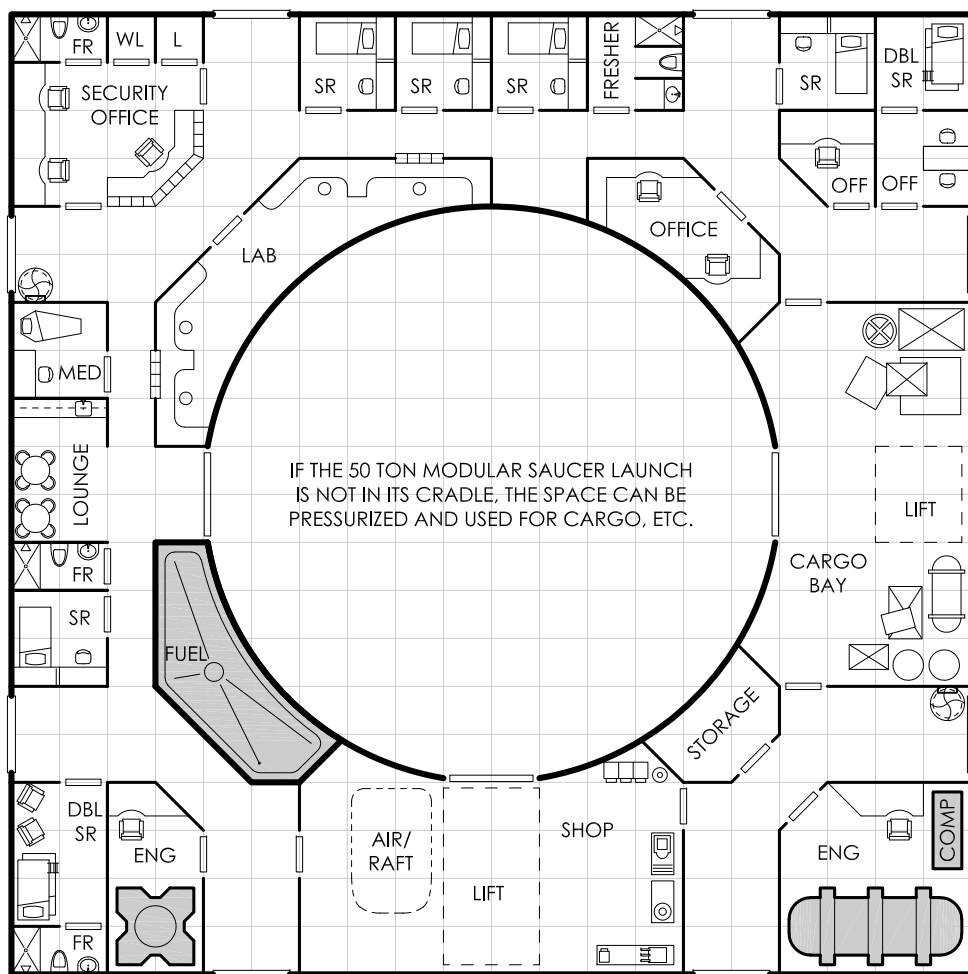 FR
WL
L
SECURITY
OFFICE
SR
SR
SR
FRESHER
SR
DBL
SR
OFF
OFF
OFFICE
LAB
MED
LOUNGE
IF THE 50 TON MODULAR SAUCER LAUNCH
IS NOT IN ITS CRADLE, THE SPACE CAN BE
PRESSURIZED AND USED FOR CARGO, ETC.
LIFT
CARGO
BAY
FR
SR
FUEL
STORAGE
DBL
SR
ENG
AIR/
RAFT
LIFT
SHOP
ENG
COMP
FR